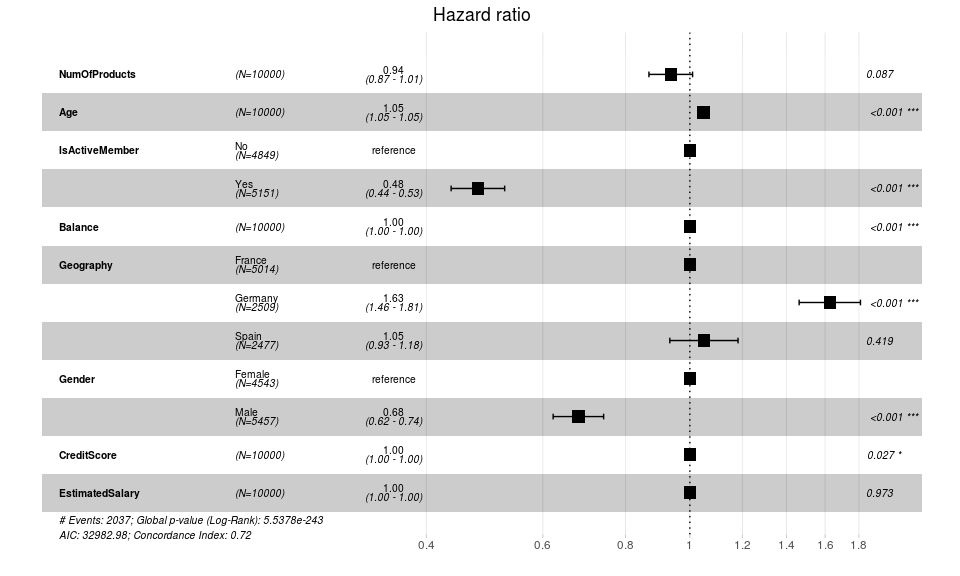 Hazard ratio
NumOfProducts (N=10000) 0.94 (0.87 - 1.01) 0.087
Age (N=10000) 1.05 (1.05 - 1.05) <0.001 ***
IsActiveMember No (N=4849) reference
Yes (N=5151) 0.48 (0.44 - 0.53) <0.001 ***
Balance (N=10000) 1.00 (1.00 - 1.00) <0.001 ***
Geography France (N=5014) reference
Germany (N=2509) 1.63 (1.46 - 1.81) <0.001 ***
Spain (N=2477) 1.05 (0.93 - 1.18) 0.419
Gender Female (N=4543) reference
Male (N=5457) 0.68 (0.62 - 0.74) <0.001 ***
CreditScore (N=10000) 1.00 (1.00 - 1.00) 0.027 *
EstimatedSalary (N=10000) 1.00 (1.00 - 1.00) 0.973
# Events: 2037; Global p-value (Log-Rank): 5.5378e-243
AIC: 32982.98; Concordance Index: 0.72
0.4 0.6 0.8 1 1.2 1.4 1.6 1.8